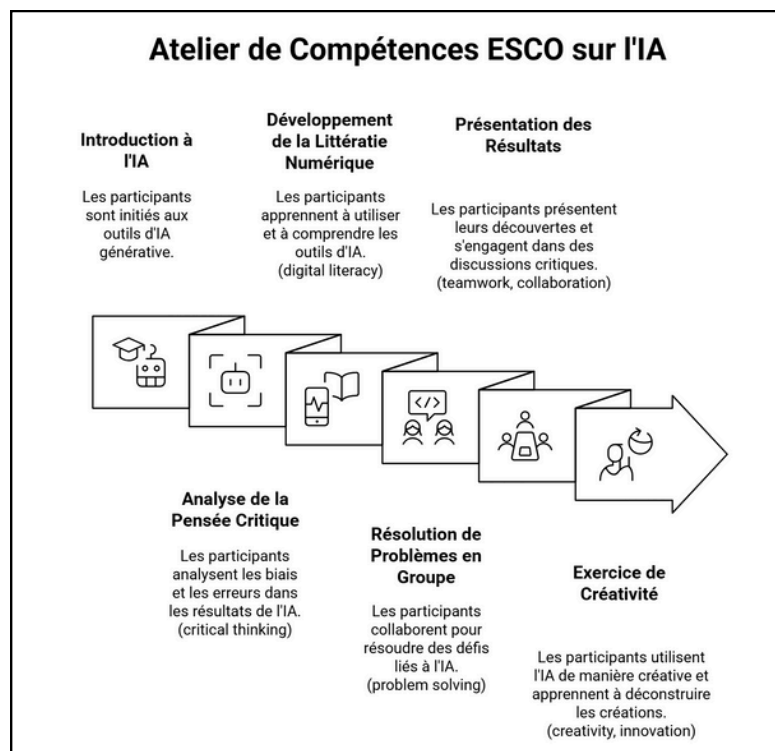 Atelier de Compétences ESCO sur l'IA
Introduction à
l'IA
Les participants
sont initiés aux
outils d'IA
générative.
Développement
de la Littératie
Numérique
Les participants
apprennent à utiliser
et à comprendre les
outils d'IA.
(digital literacy)
Présentation des
Résultats
Les participants présentent
leurs découvertes et
s'engagent dans des
discussions critiques.
(teamwork, collaboration)
</>
Analyse de la
Pensée Critique
Les participants
analysent les biais
et les erreurs dans
les résultats de l'IA.
(critical thinking)
Résolution de
Problèmes en
Groupe
Les participants
collaborent pour
résoudre des défis
liés à l'IA.
(problem solving)
Exercice de
Créativité
Les participants utilisent
l'IA de manière créative et
apprennent à déconstruire
les créations.
(creativity, innovation)